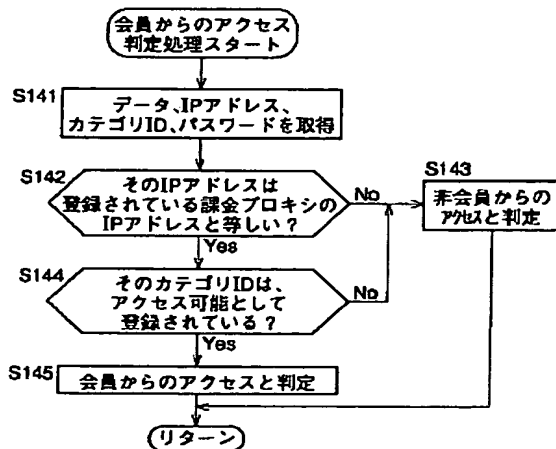 会員からのアクセス
判定処理スタート
S141
データ、IPアドレス、
カテゴリID、パスワードを取得
S142
そのIPアドレスは
登録されている課金プロキシの
IPアドレスと等しい？
No
Yes
S143
非会員からの
アクセスと判定
S144
そのカテゴリIDは、
アクセス可能として
登録されている？
No
Yes
S145
会員からのアクセスと判定
リターン